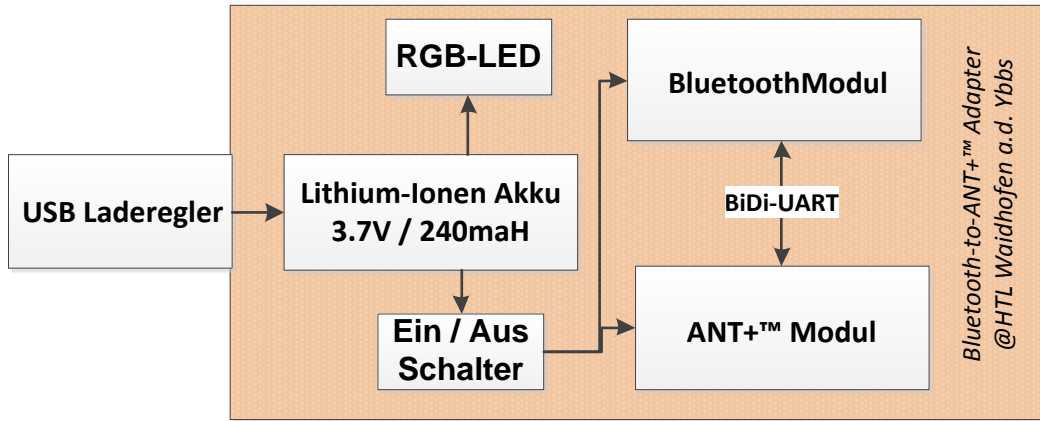 RGB-LED
BluetoothModul
USB Laderegler
Lithium-Ionen Akku
3.7V / 240maH
BiDi-UART
Ein / Aus
Schalter
ANT+™ Modul
Bluetooth-to-ANT+™ Adapter
@HTL Waidhofen a.d. Ybbs